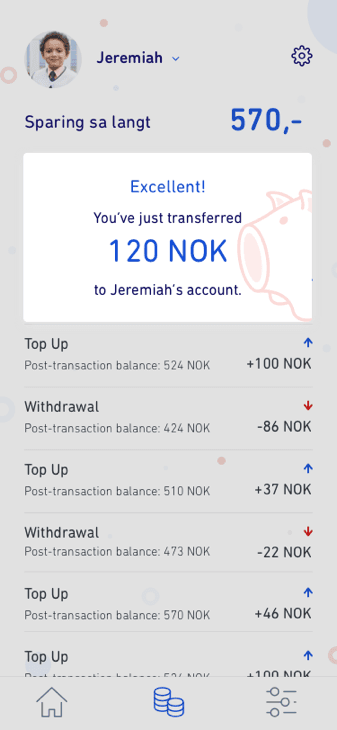 Jeremiah
Sparing sa langt 570,-
Excellent!
You've just transferred
120 NOK
to Jeremiah's account.
Top Up
Post-transaction balance: 524 NOK +100 NOK
Withdrawal
Post-transaction balance: 424 NOK -86 NOK
Top Up
Post-transaction balance: 510 NOK +37 NOK
Withdrawal
Post-transaction balance: 473 NOK -22 NOK
Top Up
Post-transaction balance: 570 NOK +46 NOK
Top Up
Post-transaction balance: 524 NOK +100 NOK